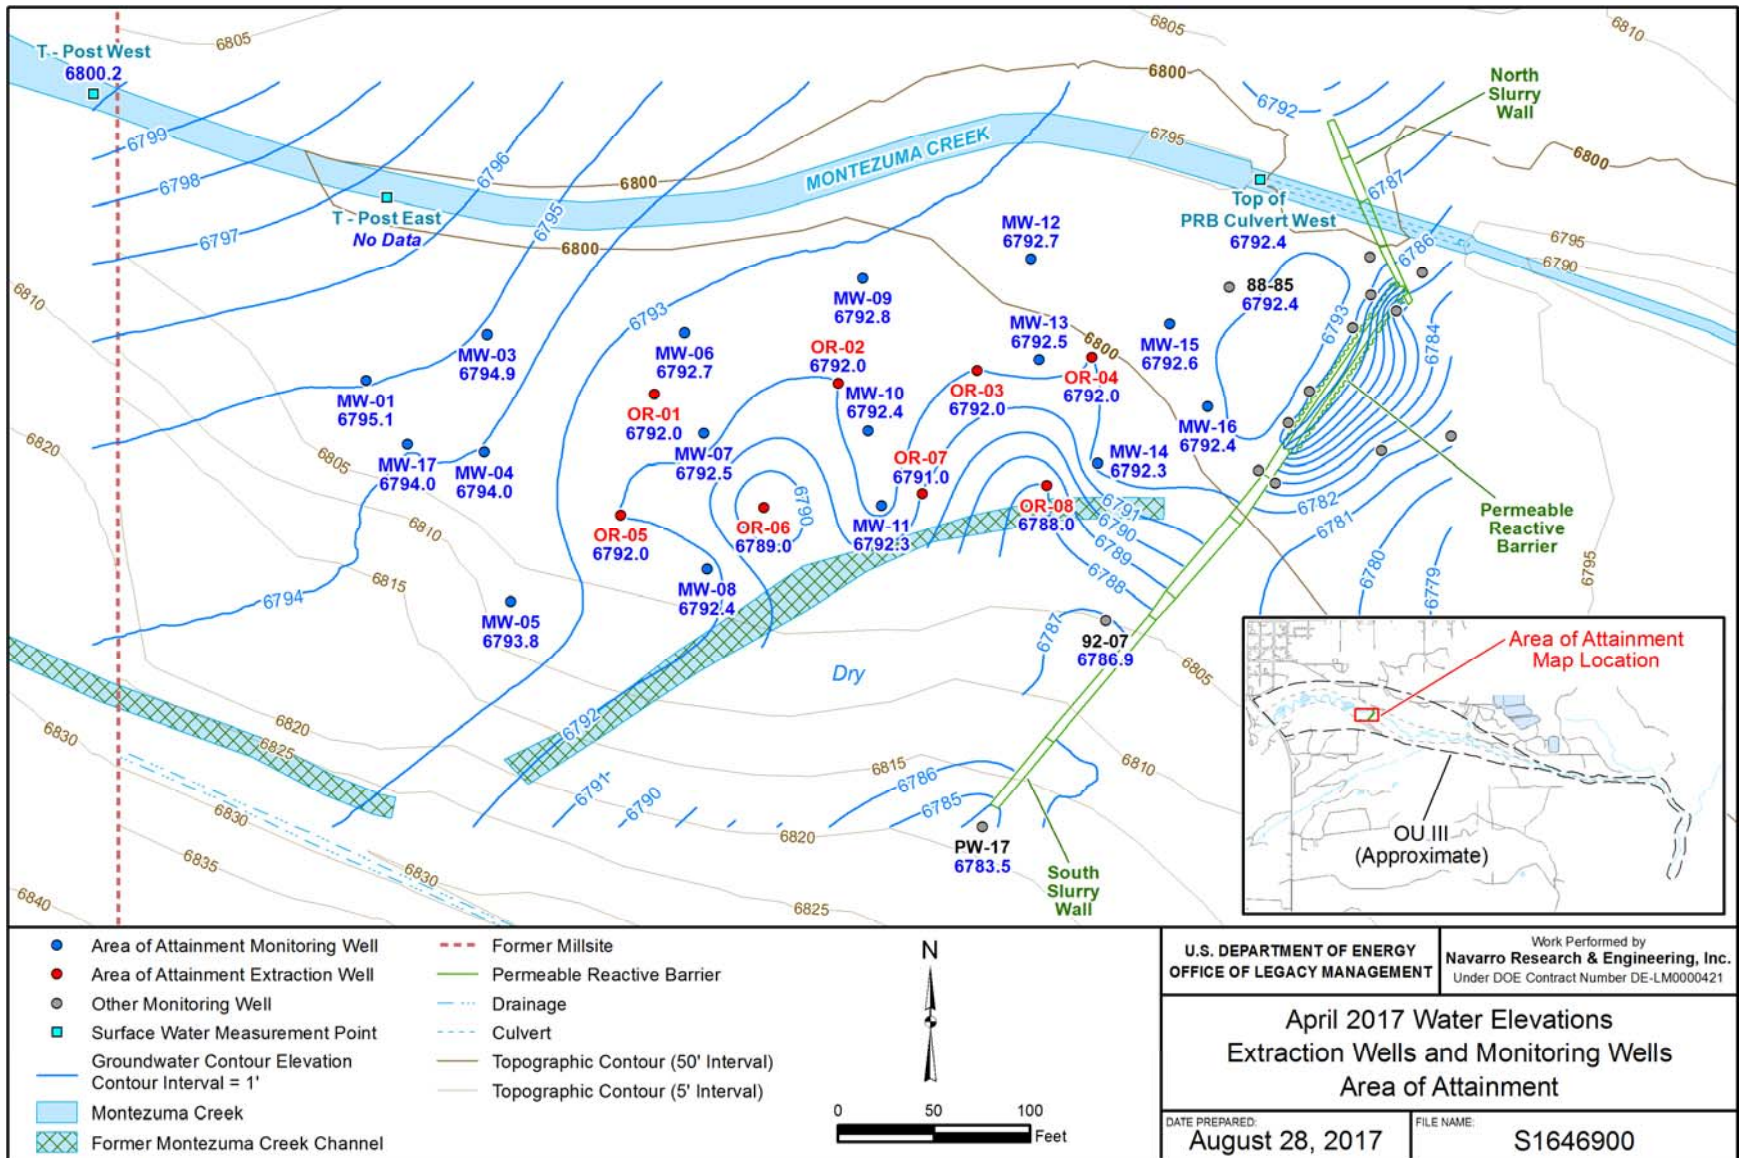 6805
6805
6810
T - Post West
6800.2
6800
North
Slurry
Wall
6792
6799
6795
6800
MONTEZUMA CREEK
6796
6798
6800
6787
T - Post East
No Data
Top of
PRB Culvert West
6792.4
6795
6797
6800
MW-12
6792.7
6786
6795
6790
6810
MW-09
6792.8
88-85
6792.4
6793
6793
MW-03
6794.9
MW-06
6792.7
OR-02
6792.0
MW-13
6792.5
6800
MW-15
6792.6
6784
MW-01
6795.1
OR-01
6792.0
MW-10
6792.4
OR-03
6792.0
OR-04
6792.0
MW-16
6792.4
6820
6805
MW-17
6794.0
MW-04
6794.0
MW-07
6792.5
OR-07
6791.0
MW-14
6792.3
6782
6781
Permeable
Reactive
Barrier
6810
OR-05
6792.0
OR-06
6789.0
6790
MW-11
6792.3
OR-08
6788.0
6791
6790
6789
6788
6780
6779
6795
6815
6794
MW-05
6793.8
MW-08
6792.4
6787
92-07
6786.9
6805
Dry
6820
6825
6830
6792
6791
6790
6815
6786
6785
6810
6830
6830
6835
6840
6820
6825
PW-17
6783.5
South
Slurry
Wall
Area of Attainment
Map Location
OU III
(Approximate)
Area of Attainment Monitoring Well
Area of Attainment Extraction Well
Other Monitoring Well
Surface Water Measurement Point
Groundwater Contour Elevation
Contour Interval = 1'
Montezuma Creek
Former Montezuma Creek Channel
Former Millsite
Permeable Reactive Barrier
Drainage
Culvert
Topographic Contour (50' Interval)
Topographic Contour (5' Interval)
N
0 50 100
Feet
U.S. DEPARTMENT OF ENERGY
OFFICE OF LEGACY MANAGEMENT
Work Performed by
Navarro Research & Engineering, Inc.
Under DOE Contract Number DE-LM0000421
April 2017 Water Elevations
Extraction Wells and Monitoring Wells
Area of Attainment
DATE PREPARED:
August 28, 2017
FILE NAME:
S1646900
6795